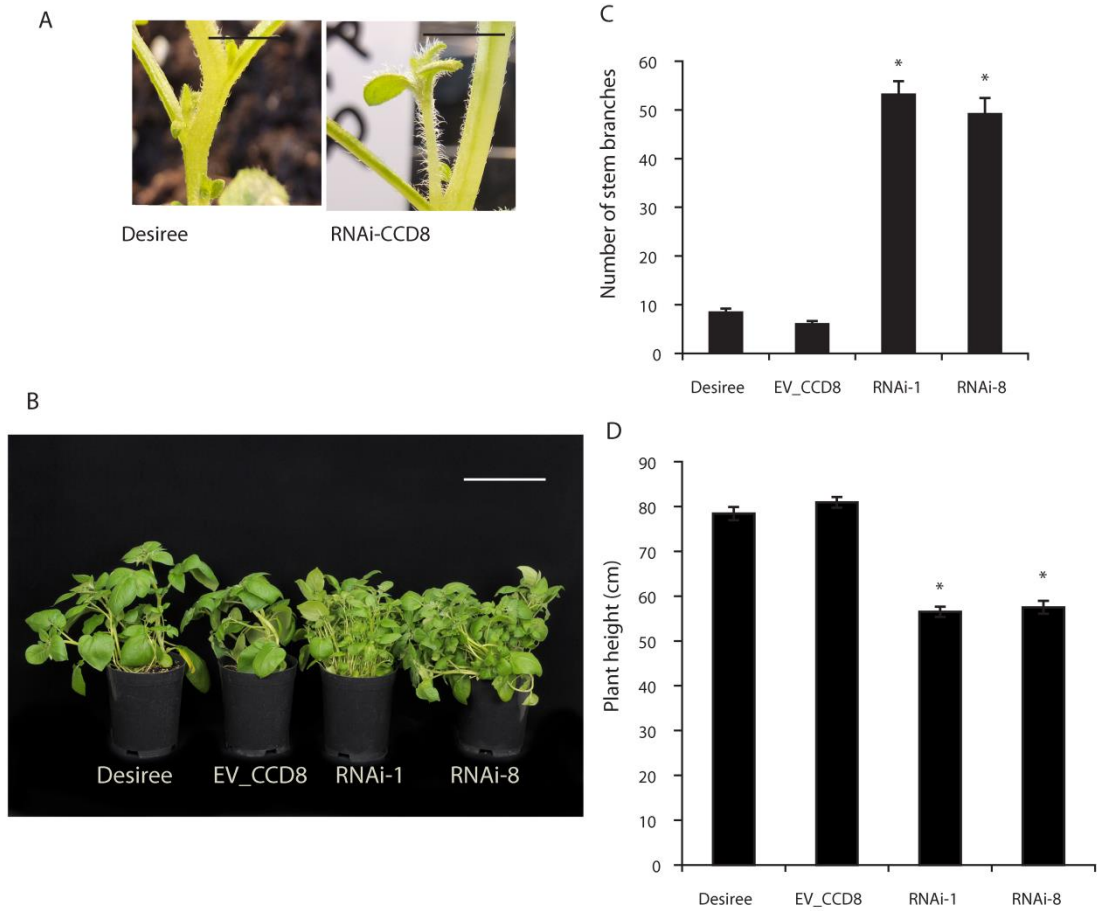 A
Desiree
RNAi-CCD8
B
Desiree
EV_CCD8
RNAi-1
RNAi-8
C
Number of stem branches
60
50
40
30
20
10
0
*
*
Desiree
EV_CCD8
RNAi-1
RNAi-8
D
Plant height (cm)
90
80
70
60
50
40
30
20
10
0
*
*
Desiree
EV_CCD8
RNAi-1
RNAi-8